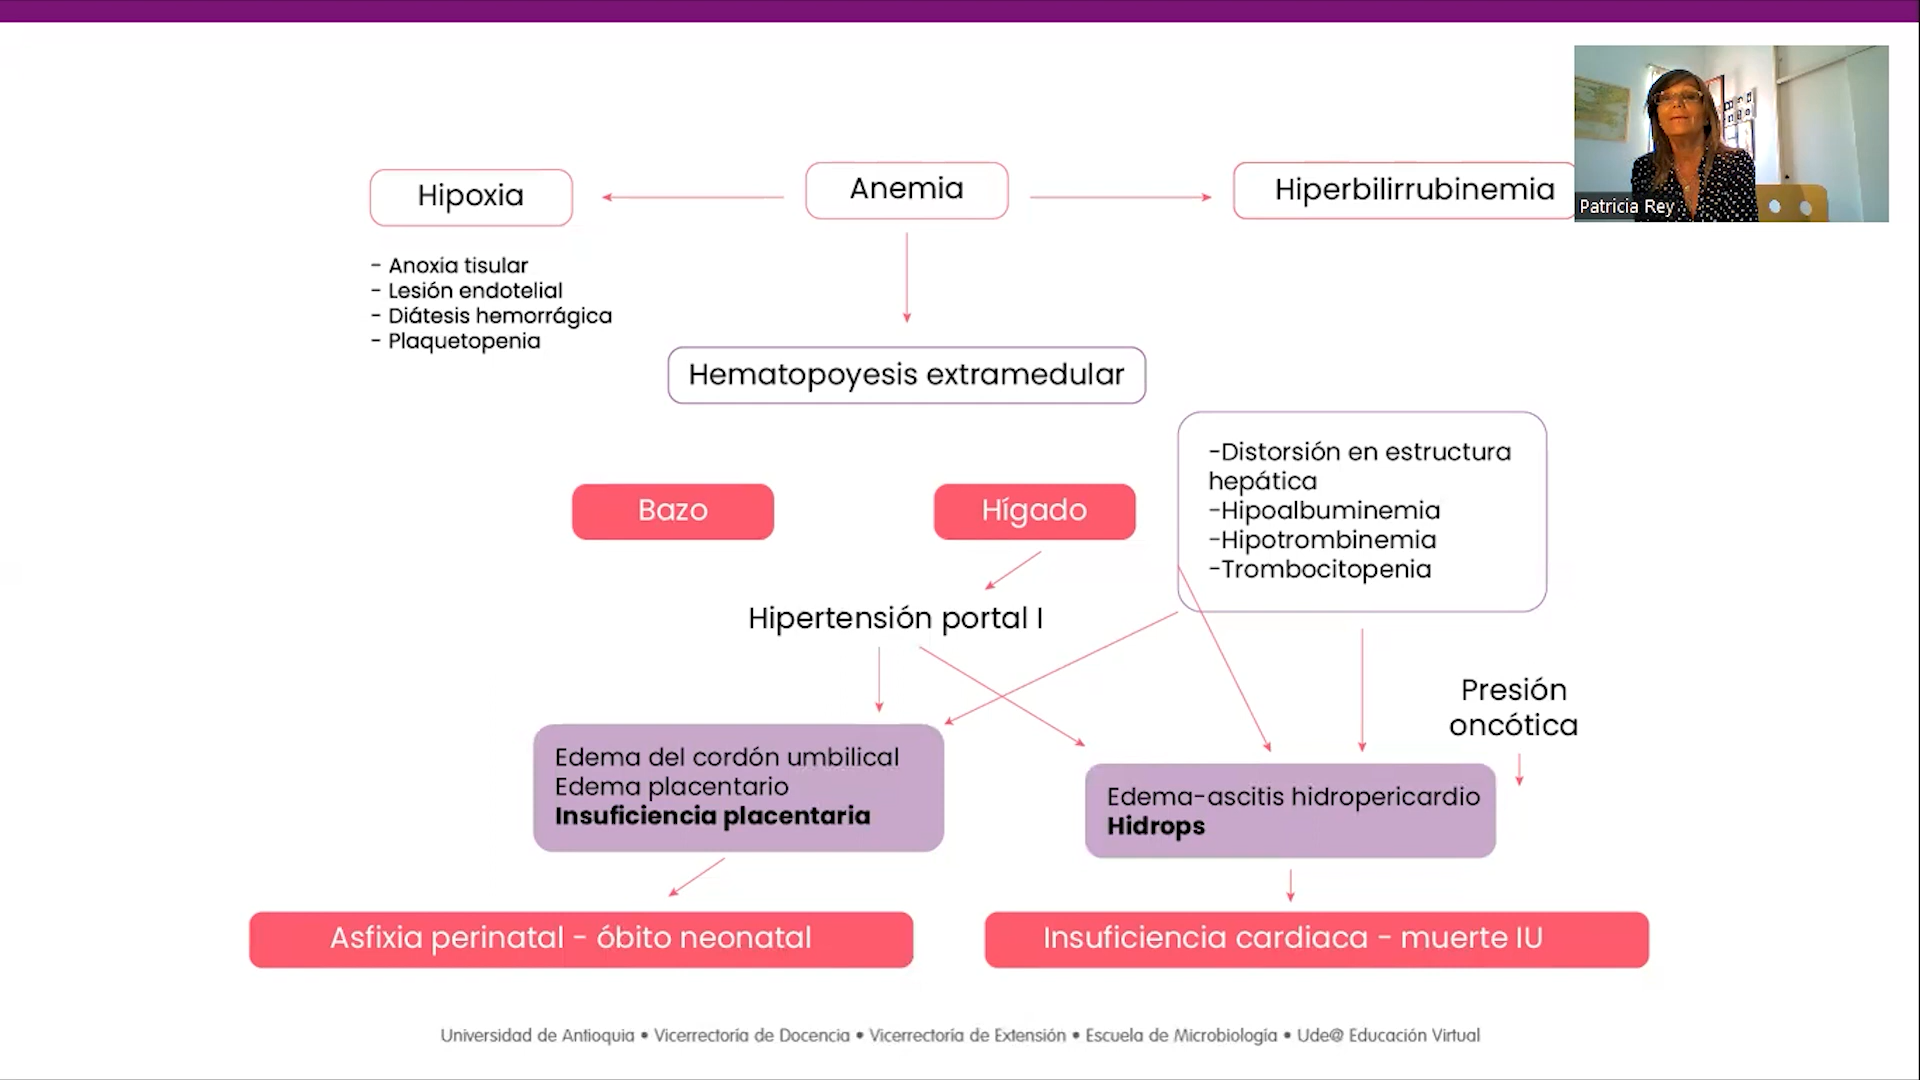 Hipoxia
Anemia
Hiperbilirrubinemia
Patricia Rey
- Anoxia tisular
- Lesión endotelial
- Diátesis hemorrágica
- Plaquetopenia
Hematopoyesis extramedular
-Distorsión en estructura
hepática
-Hipoalbuminemia
-Hipotrombinemia
-Trombocitopenia
Bazo
Hígado
Hipertensión portal I
Presión
oncótica
Edema del cordón umbilical
Edema placentario
Insuficiencia placentaria
Edema-ascitis hidropericardio
Hidrops
Asfixia perinatal - óbito neonatal
Insuficiencia cardiaca - muerte IU
Universidad de Antioquia • Vicerrectoría de Docencia • Vicerrectoría de Extensión • Escuela de Microbiología • Ude@ Educación Virtual